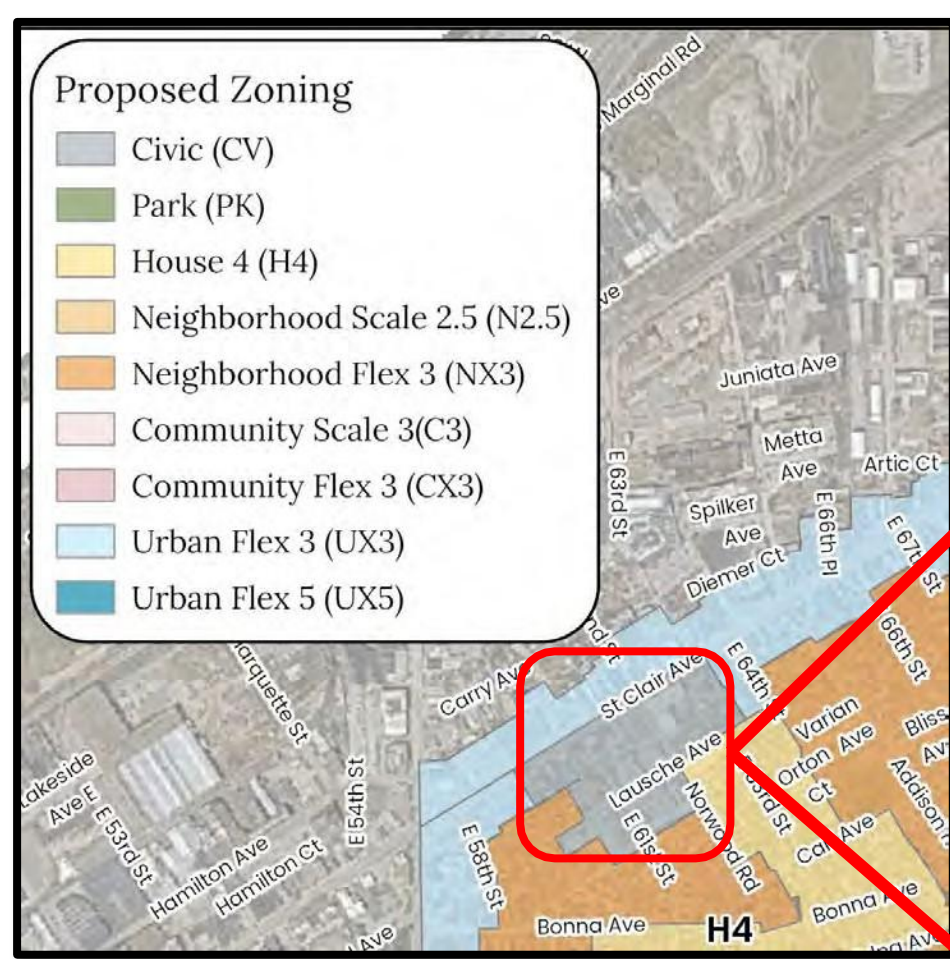 Marginal Rd
Proposed Zoning
Civic (CV)
Park (PK)
House 4 (H4)
Neighborhood Scale 2.5 (N2.5)
Neighborhood Flex 3 (NX3)
Community Scale 3(C3)
Community Flex 3 (CX3)
Urban Flex 3 (UX3)
Urban Flex 5 (UX5)
Juniata Ave
Metta
Ave
Artic Ct
E 63rd St
Spilker
Ave
E 66th Pl
E 67th St
Diemer Ct
66th St
E 64th St
St Clair Ave
Carry Ave
Varian
Bliss
Orton Ave
Ct
Lausche Ave
Addison
Norwood Rd
E 61st St
E 54th St
Ave E
E 53rd St
Hamilton Ave
Hamilton Ct
E 58th St
Bonna Ave
H4
Bonna Ave
Ave